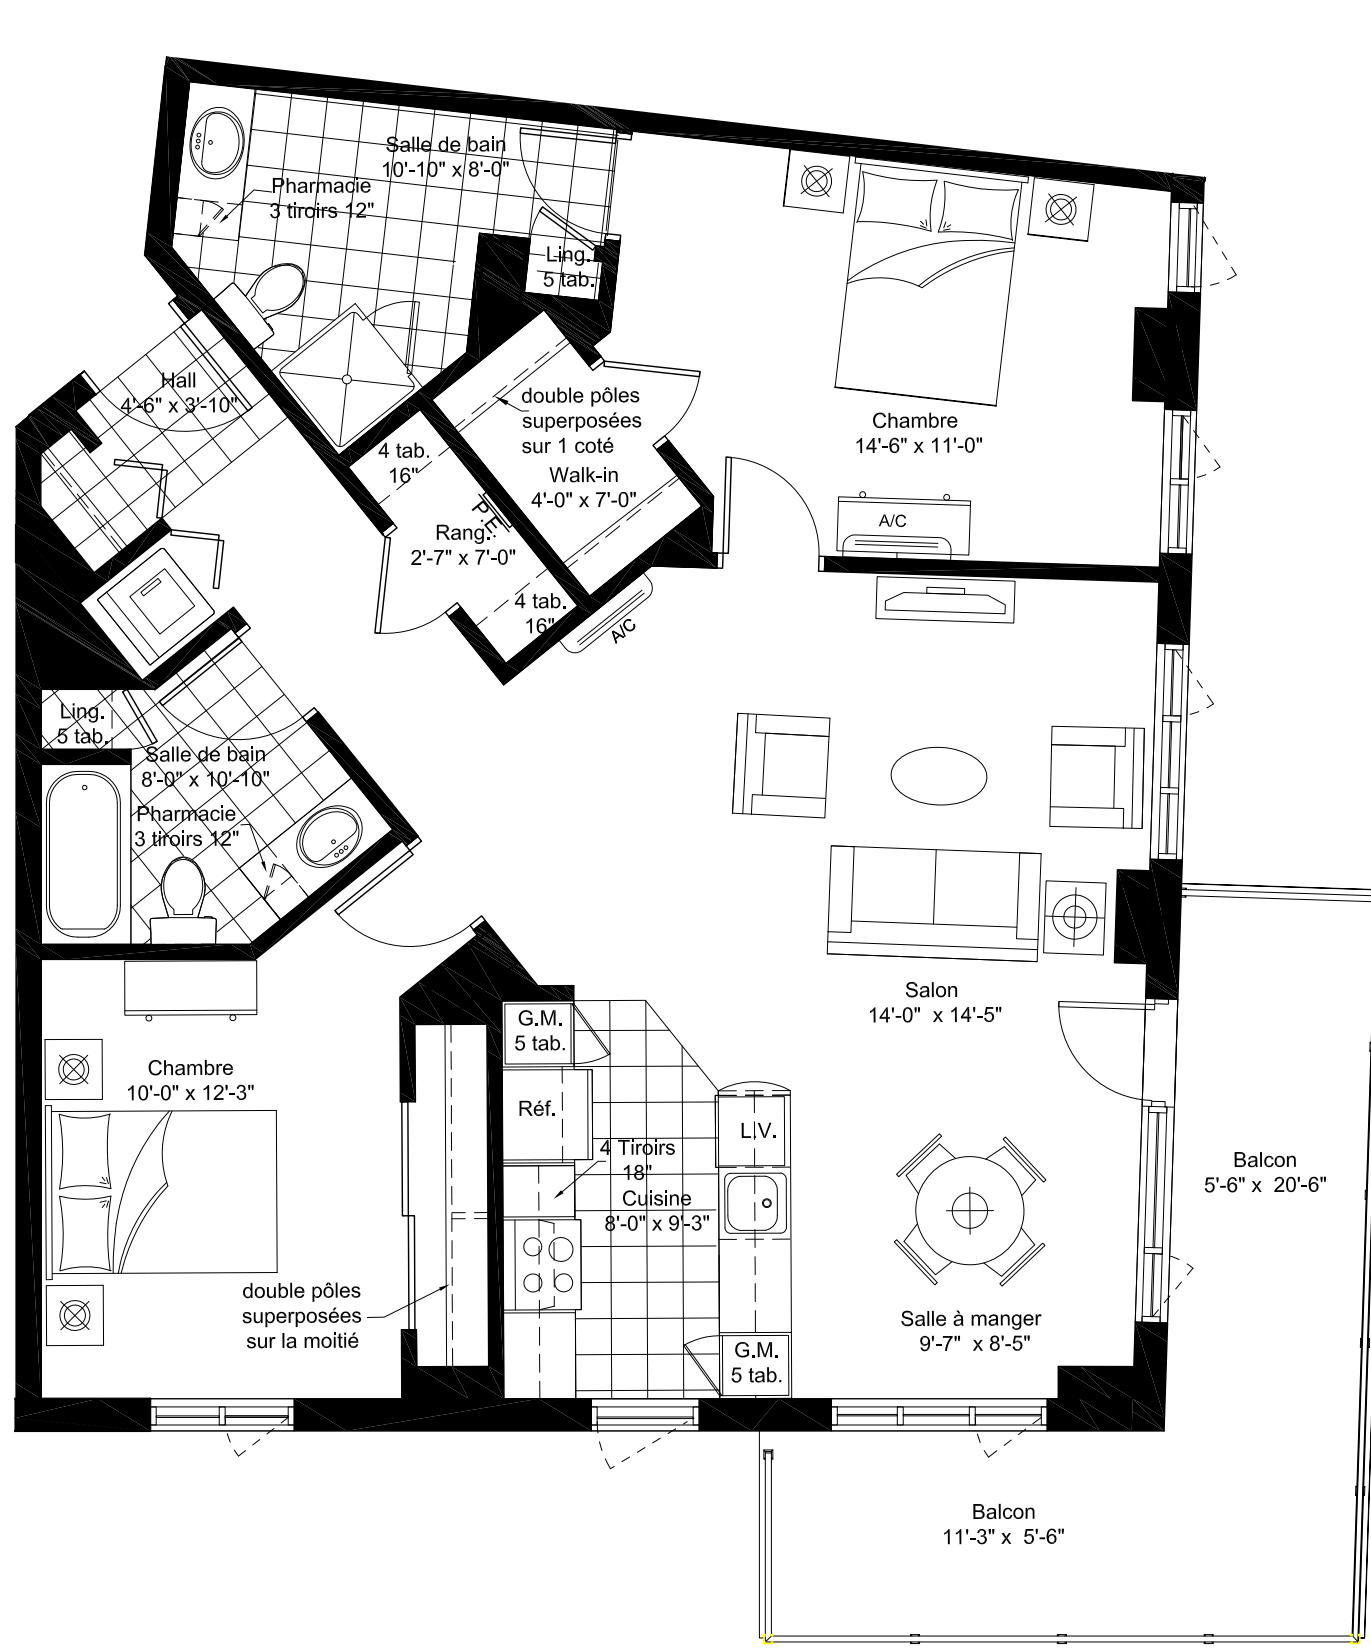 Salle de bain
10'-10" x 8'-0"
Pharmacie
3 tiroirs 12"
Ling.
5 tab.
Hall
4'-6" x 3'-10"
double pôles
superposées
sur 1 coté
Walk-in
4'-0" x 7'-0"
4 tab.
16"
P.E.
Rang.
2'-7" x 7'-0"
4 tab.
16"
A/C
Chambre
14'-6" x 11'-0"
A/C
Ling.
5 tab.
Salle de bain
8'-0" x 10'-10"
Pharmacie
3 tiroirs 12"
Salon
14'-0" x 14'-5"
G.M.
5 tab.
Chambre
10'-0" x 12'-3"
Réf.
L.V.
4 Tiroirs
18"
Cuisine
8'-0" x 9'-3"
Balcon
5'-6" x 20'-6"
double pôles
superposées
sur la moitié
Salle à manger
9'-7" x 8'-5"
G.M.
5 tab.
Balcon
11'-3" x 5'-6"